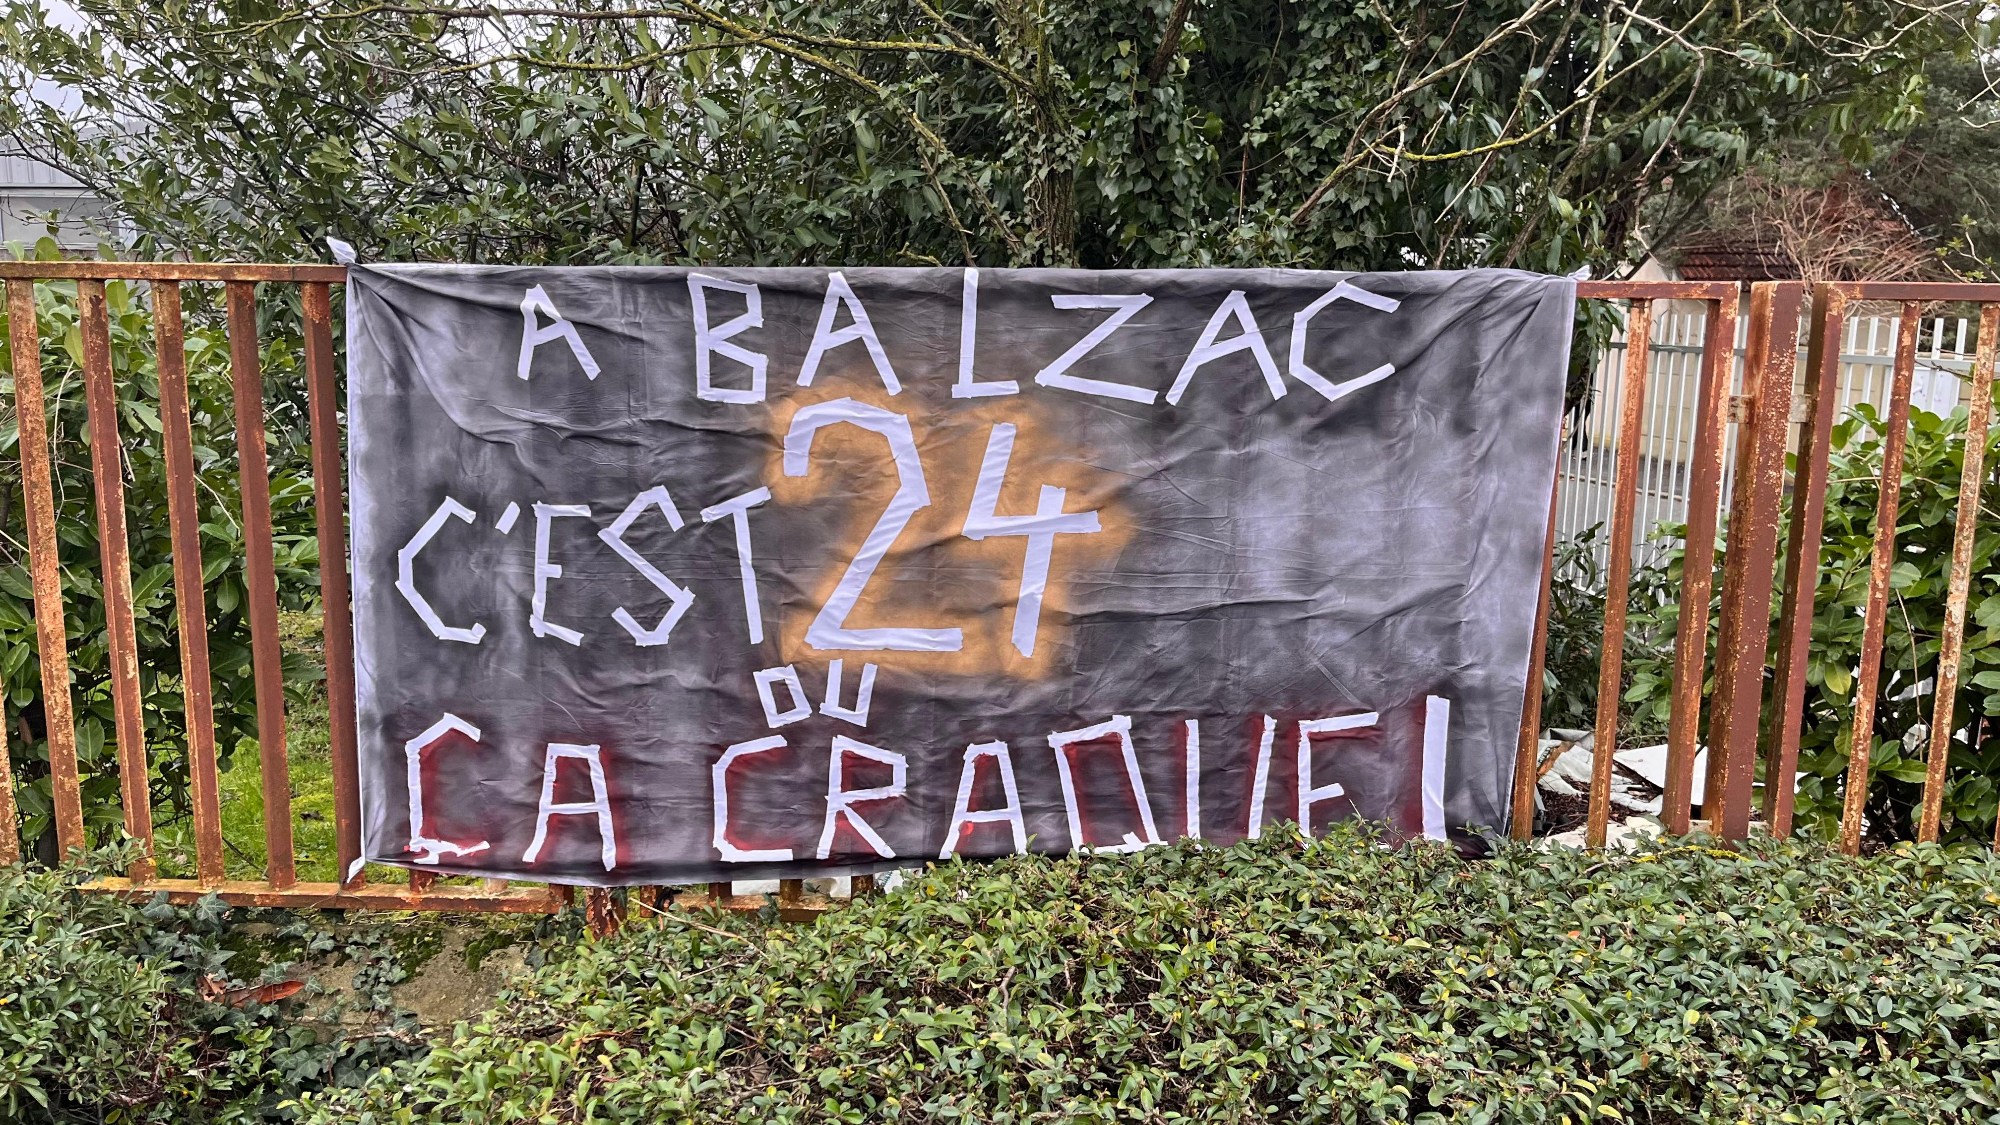 A BALZAC
C'EST 24
OU
ÇA CRAQUE!